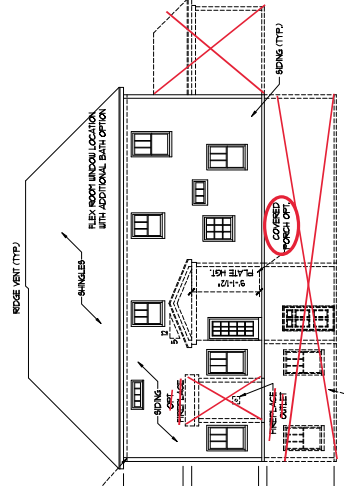 RIDGE VENT (TYP.)
SHINGLES
FLEX ROOM WINDOW LOCATION
WITH ADDITIONAL BATH OPTION
SIDING (TYP.)
COVERED
PORCH OPT.
9'-1-1/2"
PLATE HGT.
12
5
SIDING
OPT.
FIREPLACE
FIREPLACE
OUTLET